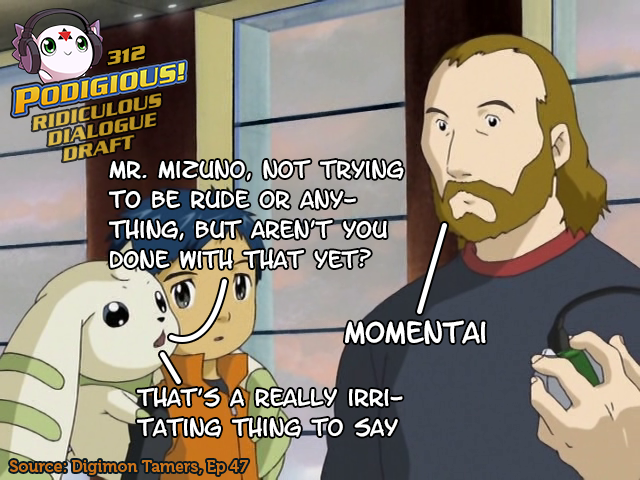 312
PODIGIOUS!
RIDICULOUS
DIALOGUE
DRAFT
MR. MIZUNO, NOT TRYING
TO BE RUDE OR ANY-
THING, BUT AREN'T YOU
DONE WITH THAT YET?
MOMENTAI
THAT'S A REALLY IRRI-
TATING THING TO SAY
Source: Digimon Tamers, Ep 47